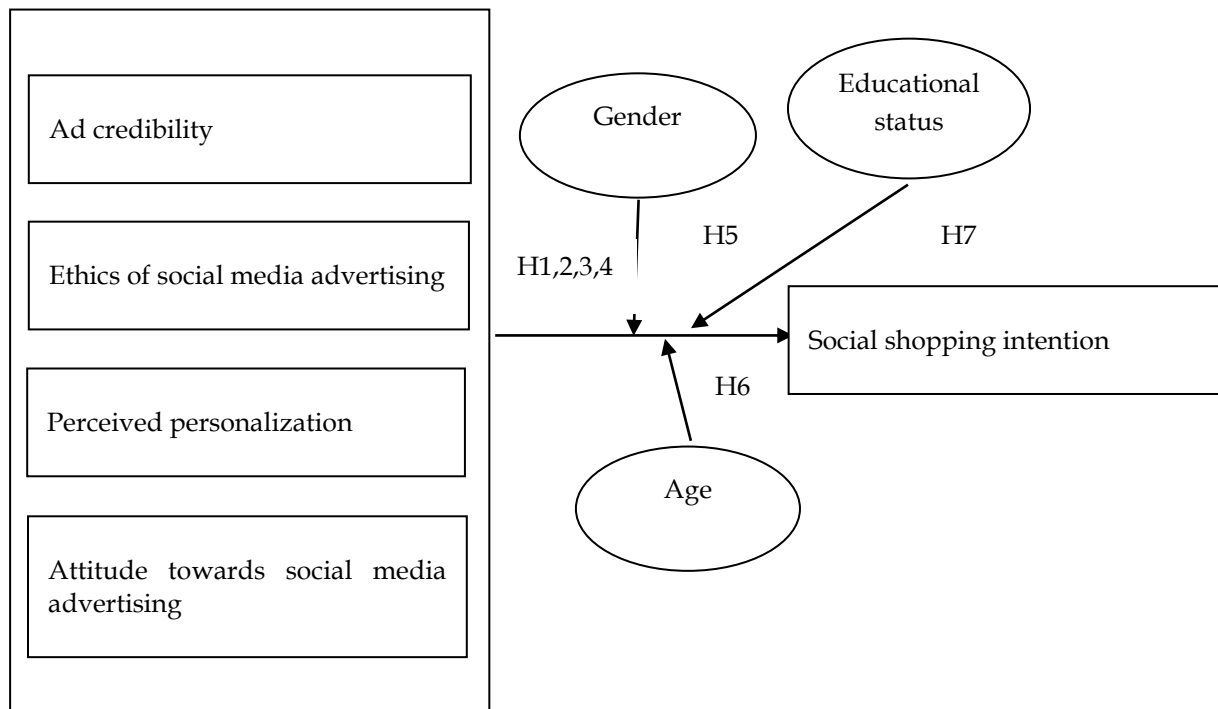 Ad credibility
Ethics of social media advertising
Perceived personalization
Attitude towards social media
advertising
Gender
Educational
status
H1,2,3,4
H5
H7
Social shopping intention
H6
Age